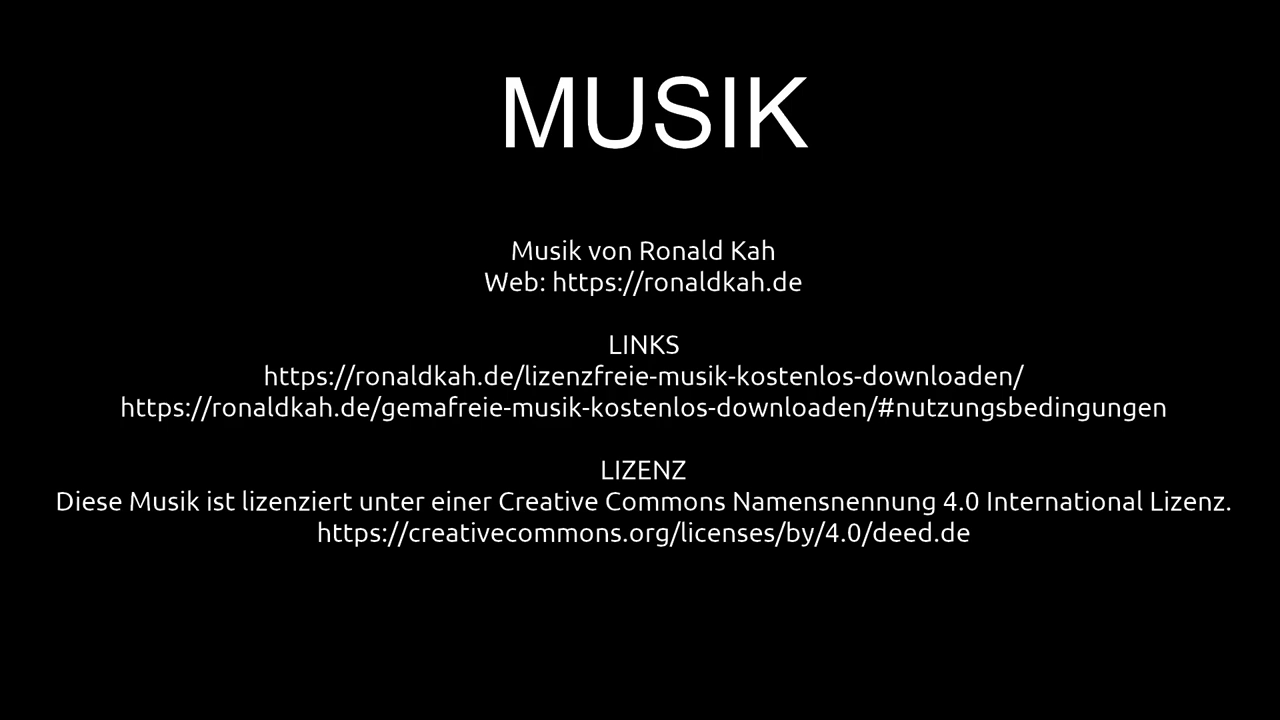 MUSIK
Musik von Ronald Kah
Web: https://ronaldkah.de
LINKS
https://ronaldkah.de/lizenzfreie-musik-kostenlos-downloaden/
https://ronaldkah.de/gemafreie-musik-kostenlos-downloaden/#nutzungsbedingungen
LIZENZ
Diese Musik ist lizenziert unter einer Creative Commons Namensnennung 4.0 International Lizenz.
https://creativecommons.org/licenses/by/4.0/deed.de